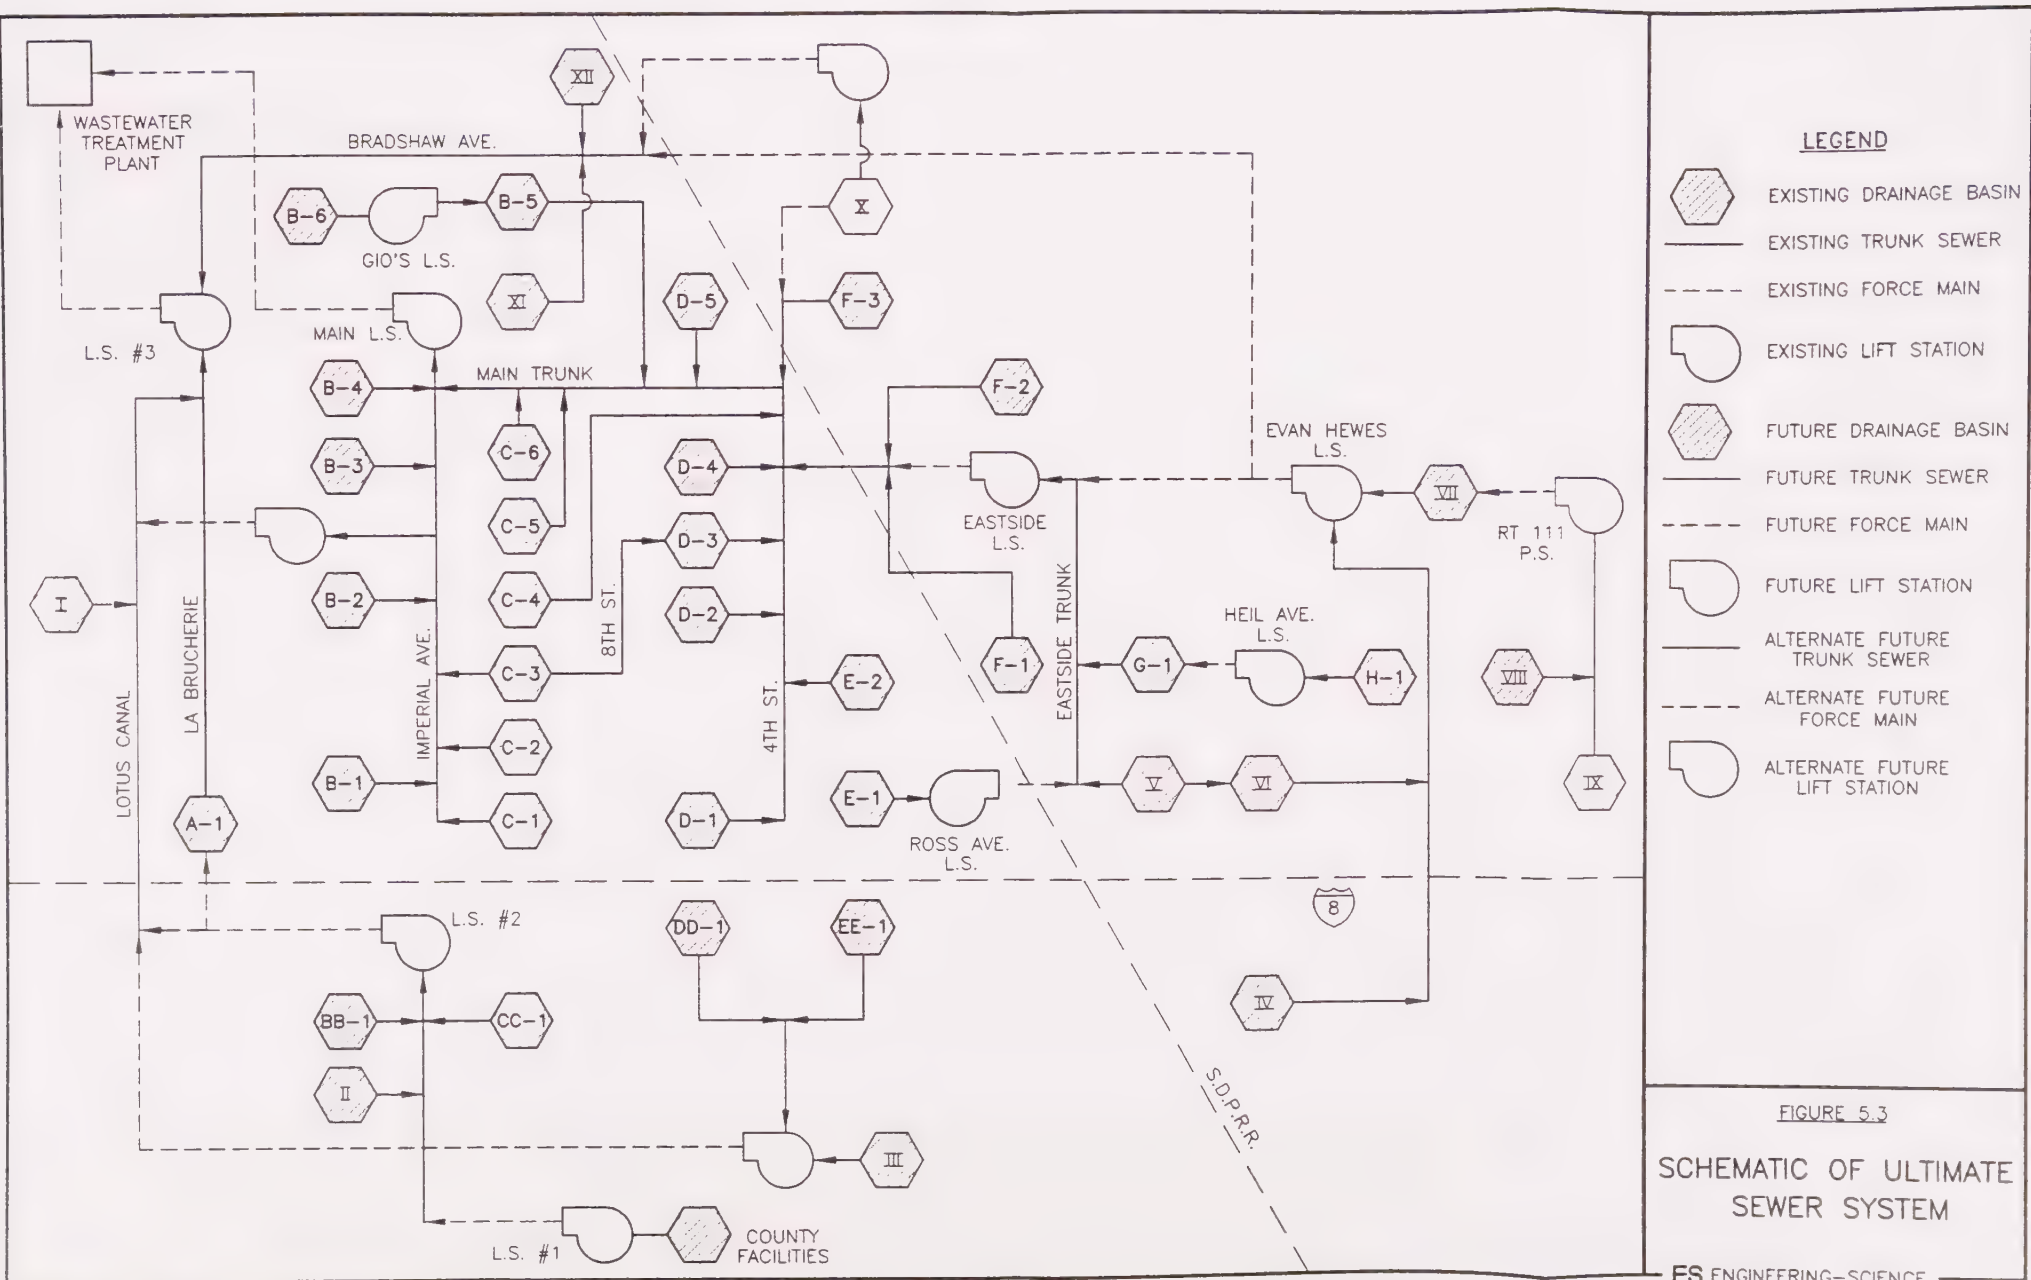 XII
WASTEWATER
TREATMENT
PLANT
BRADSHAW AVE.
B-6
GIO'S L.S.
B-5
X
XI
D-5
F-3
L.S. #3
MAIN L.S.
MAIN TRUNK
B-4
F-2
B-3
C-6
D-4
EASTSIDE
L.S.
EVAN HEWES
L.S.
VII
RT 111
P.S.
C-5
D-3
I
B-2
C-4
D-2
8TH ST.
LA BRUCHERIE
IMPERIAL AVE.
C-3
E-2
F-1
EASTSIDE TRUNK
G-1
HEIL AVE.
L.S.
H-1
VIII
LOTUS CANAL
C-2
4TH ST.
B-1
A-1
C-1
D-1
E-1
ROSS AVE.
L.S.
V
VI
IX
L.S. #2
DD-1
EE-1
8
BB-1
CC-1
IV
II
III
S.D.P.R.R.
L.S. #1
COUNTY
FACILITIES
LEGEND
EXISTING DRAINAGE BASIN
EXISTING TRUNK SEWER
EXISTING FORCE MAIN
EXISTING LIFT STATION
FUTURE DRAINAGE BASIN
FUTURE TRUNK SEWER
FUTURE FORCE MAIN
FUTURE LIFT STATION
ALTERNATE FUTURE
TRUNK SEWER
ALTERNATE FUTURE
FORCE MAIN
ALTERNATE FUTURE
LIFT STATION
FIGURE 5.3
SCHEMATIC OF ULTIMATE
SEWER SYSTEM
ES ENGINEERING-SCIENCE